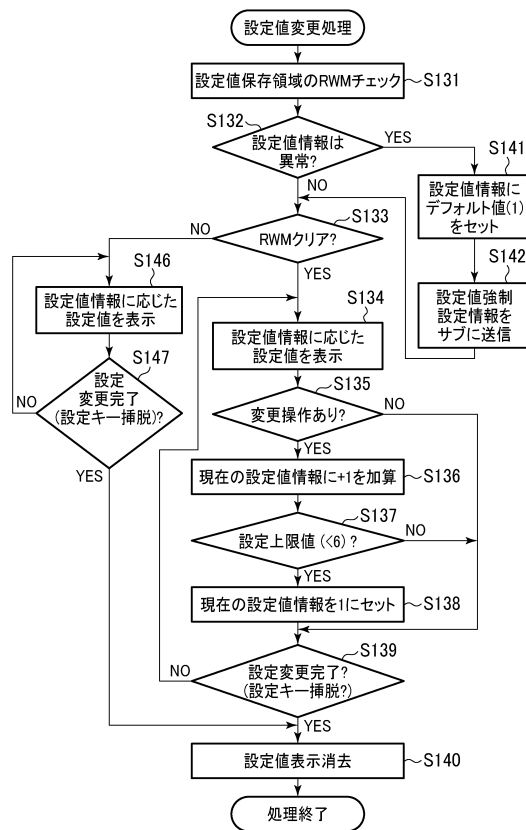 設定値変更処理
設定値保存領域のRWMチェック
S131
S132
設定値情報は
異常?
YES
NO
S141
設定値情報に
デフォルト値(1)
をセット
S142
設定値強制
設定情報を
サブに送信
S133
RWMクリア?
NO
YES
S146
設定値情報に応じた
設定値を表示
S147
設定
変更完了
(設定キー挿脱)?
NO
YES
S134
設定値情報に応じた
設定値を表示
S135
変更操作あり?
NO
YES
現在の設定値情報に+1を加算
S136
S137
設定上限値(<6)?
NO
YES
現在の設定値情報を1にセット
S138
S139
設定変更完了?
(設定キー挿脱?)
NO
YES
設定値表示消去
S140
処理終了